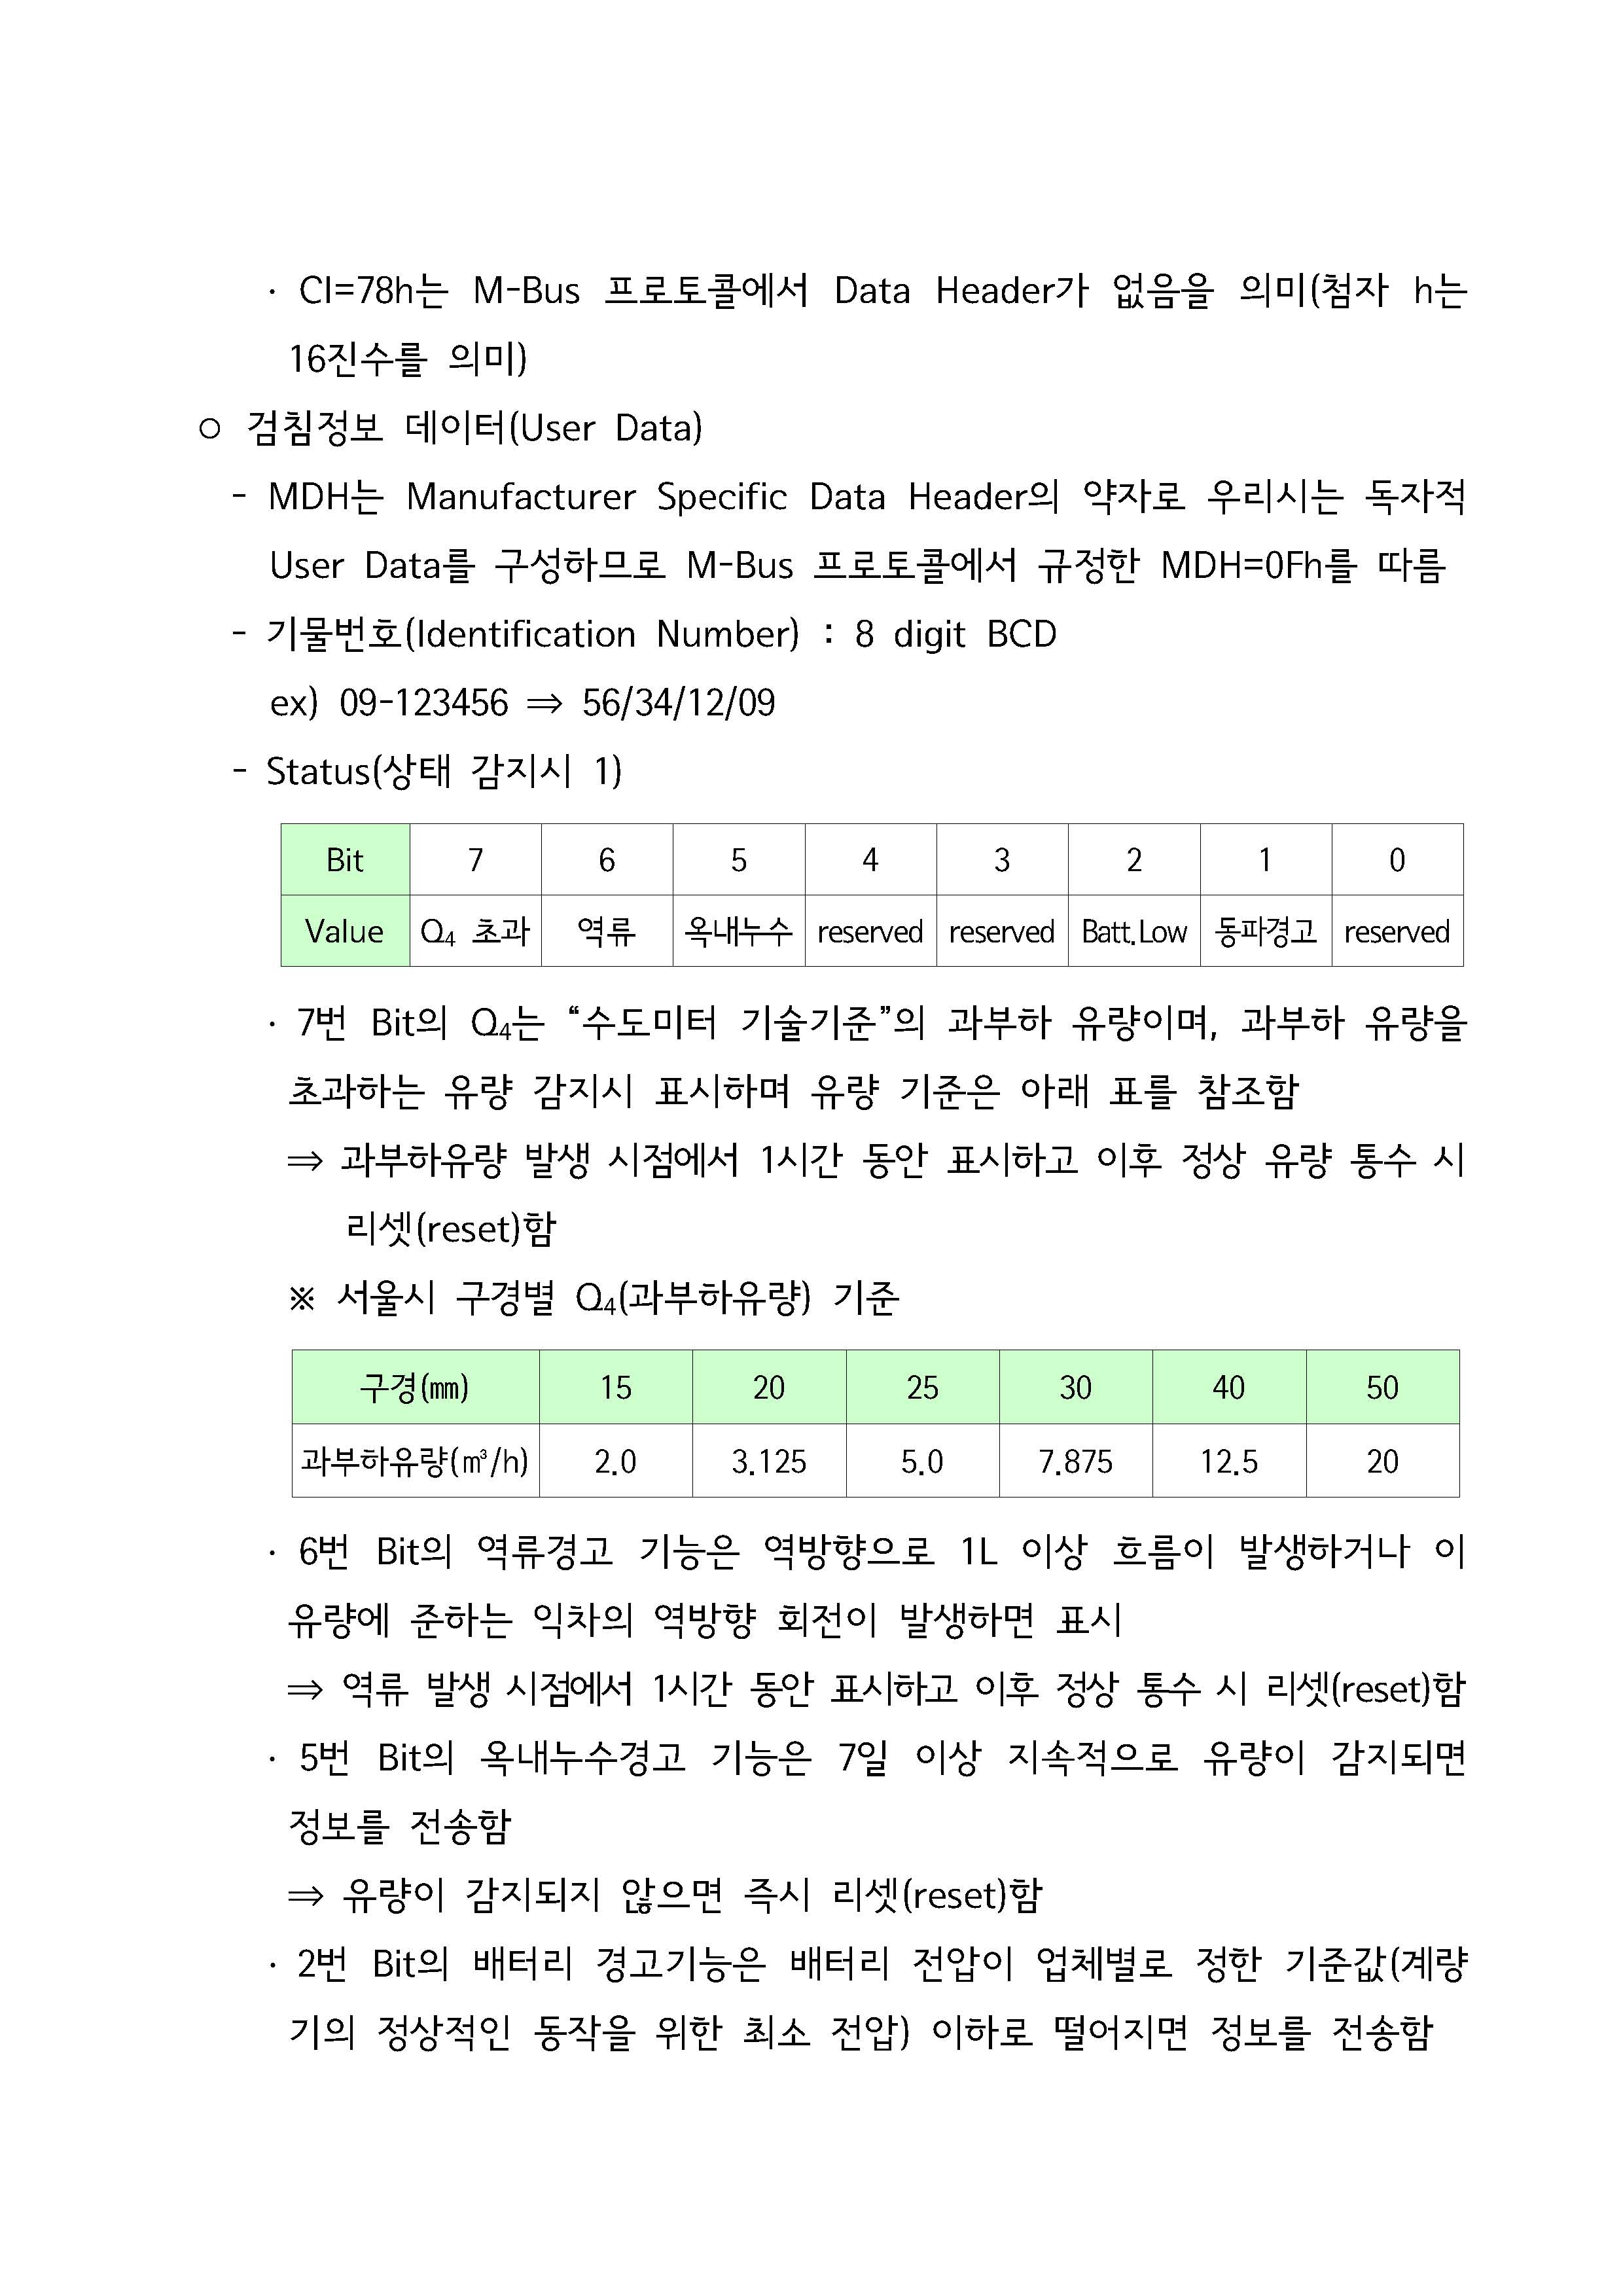 · CI=78h는 M-Bus 프로토콜에서 Data Header가 없음을 의미(첨자 h는
16진수를 의미)
○ 검침정보 데이터(User Data)
- MDH는 Manufacturer Specific Data Header의 약자로 우리시는 독자적
User Data를 구성하므로 M-Bus 프로토콜에서 규정한 MDH=0Fh를 따름
- 기물번호(Identification Number) : 8 digit BCD
ex) 09-123456 ⇒ 56/34/12/09
- Status(상태 감지시 1)
Bit 7 6 5 4 3 2 1 0
Value Q₄ 초과 역류 옥내누수 reserved reserved Batt.Low 동파경고 reserved
· 7번 Bit의 Q₄는 “수도미터 기술기준”의 과부하 유량이며, 과부하 유량을
초과하는 유량 감지시 표시하며 유량 기준은 아래 표를 참조함
⇒ 과부하유량 발생 시점에서 1시간 동안 표시하고 이후 정상 유량 통수 시
리셋(reset)함
※ 서울시 구경별 Q₄(과부하유량) 기준
구경(㎜) 15 20 25 30 40 50
과부하유량(㎥/h) 2.0 3.125 5.0 7.875 12.5 20
· 6번 Bit의 역류경고 기능은 역방향으로 1L 이상 흐름이 발생하거나 이
유량에 준하는 익차의 역방향 회전이 발생하면 표시
⇒ 역류 발생 시점에서 1시간 동안 표시하고 이후 정상 통수 시 리셋(reset)함
· 5번 Bit의 옥내누수경고 기능은 7일 이상 지속적으로 유량이 감지되면
정보를 전송함
⇒ 유량이 감지되지 않으면 즉시 리셋(reset)함
· 2번 Bit의 배터리 경고기능은 배터리 전압이 업체별로 정한 기준값(계량
기의 정상적인 동작을 위한 최소 전압) 이하로 떨어지면 정보를 전송함